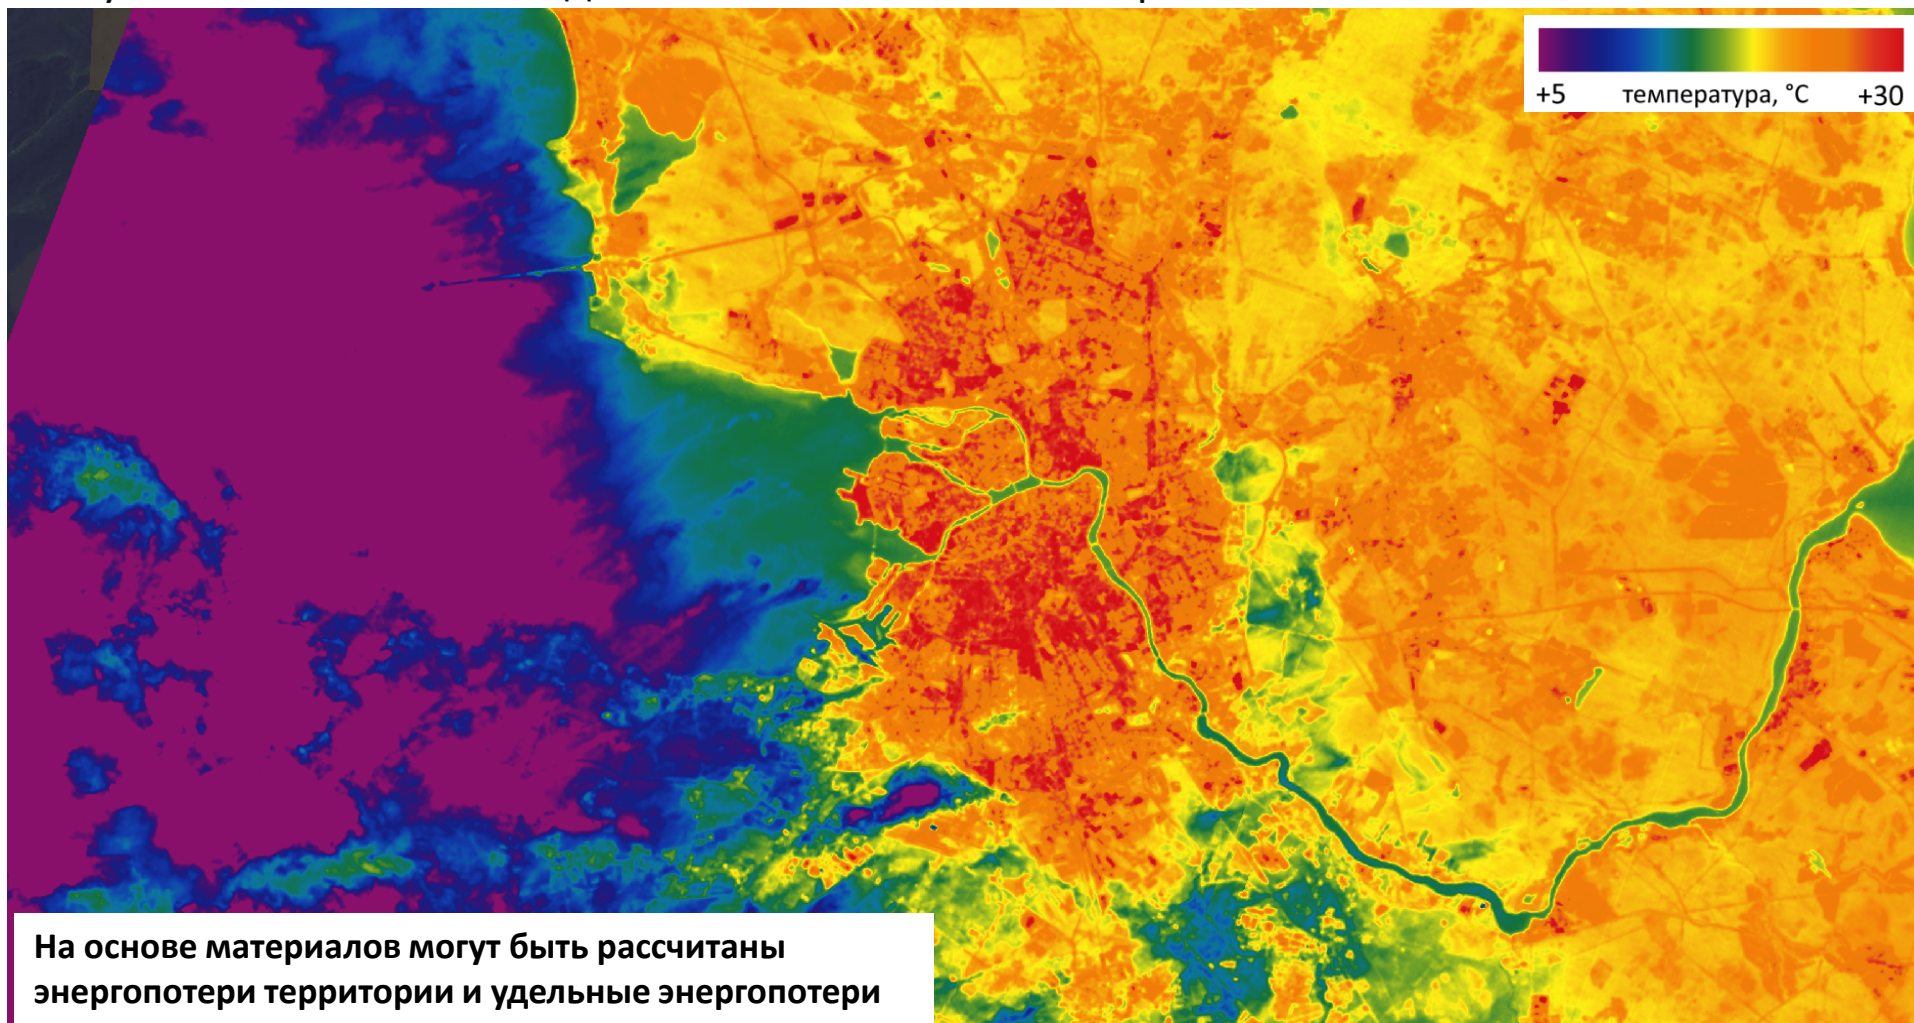 +5 температура, °C +30
На основе материалов могут быть рассчитаны
энергопотери территории и удельные энергопотери